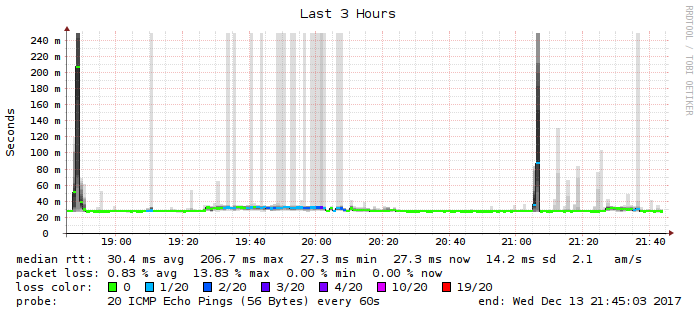 Last 3 Hours
RRDTOOL / TOBI OETIKER
Seconds
240 m
220 m
200 m
180 m
160 m
140 m
120 m
100 m
80 m
60 m
40 m
20 m
0
19:00 19:20 19:40 20:00 20:20 20:40 21:00 21:20 21:40
median rtt: 30.4 ms avg 206.7 ms max 27.3 ms min 27.3 ms now 14.2 ms sd 2.1 am/s
packet loss: 0.83 % avg 13.83 % max 0.00 % min 0.00 % now
loss color: 0 1/20 2/20 3/20 4/20 10/20 19/20
probe: 20 ICMP Echo Pings (56 Bytes) every 60s end: Wed Dec 13 21:45:03 2017